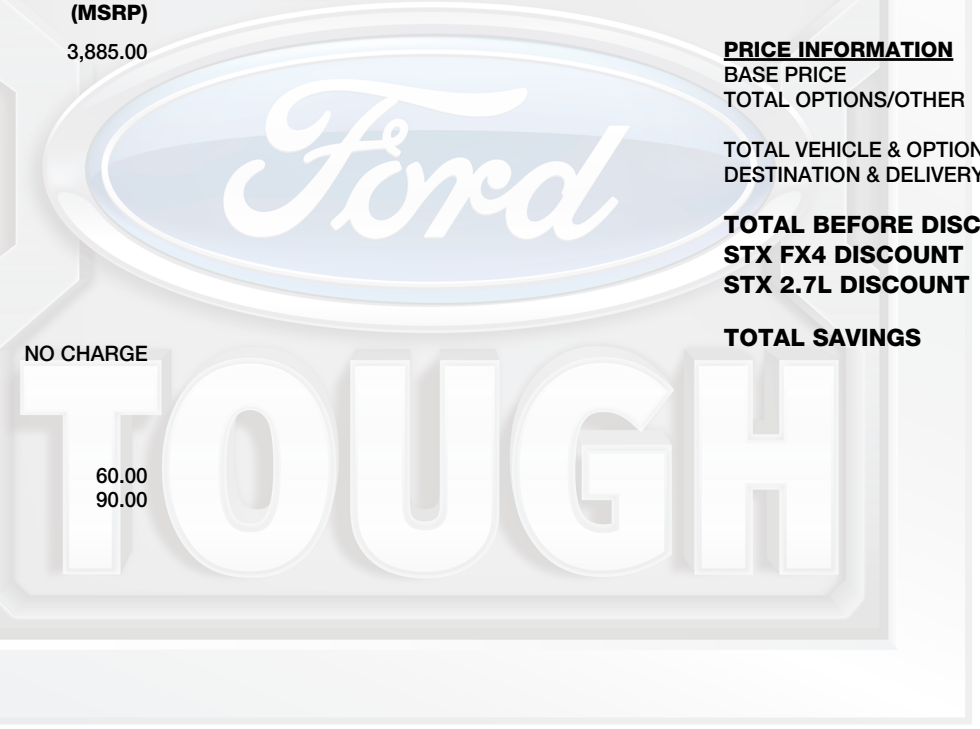 (MSRP)
3,885.00
NO CHARGE
60.00
90.00
PRICE INFORMATION
BASE PRICE
TOTAL OPTIONS/OTHER
TOTAL VEHICLE & OPTION
DESTINATION & DELIVERY
TOTAL BEFORE DISC
STX FX4 DISCOUNT
STX 2.7L DISCOUNT
TOTAL SAVINGS
Ford
TOUGH